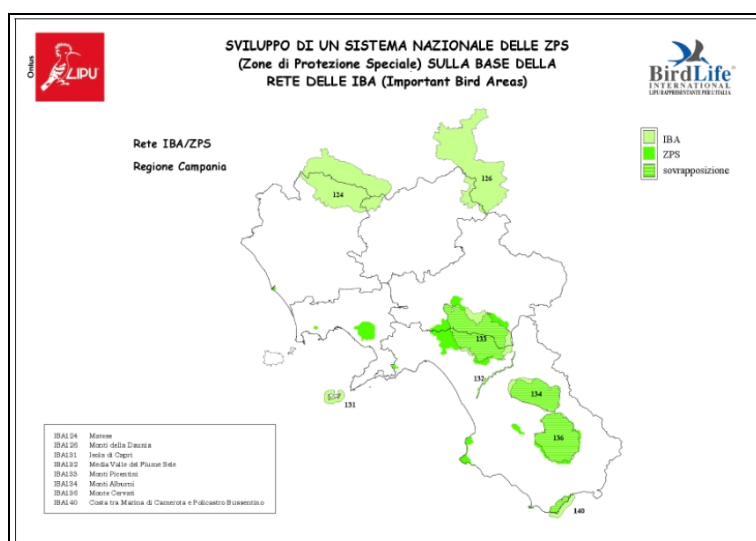 Onlus
LIPU
SVILUPPO DI UN SISTEMA NAZIONALE DELLE ZPS
(Zone di Protezione Speciale) SULLA BASE DELLA
RETE DELLE IBA (Important Bird Areas)
BirdLife
INTERNATIONAL
LIPU RAPPRESENTANTE PER L'ITALIA
Rete IBA/ZPS
Regione Campania
IBA
ZPS
sovrapposizione
124
126
133
132
134
131
136
140
IBA124 Matese
IBA126 Monti della Daunia
IBA131 Isola di Capri
IBA132 Media Valle del Fiume Sele
IBA133 Monti Picentini
IBA134 Monti Alburni
IBA136 Monte Cervati
IBA140 Costa tra Marina di Camerota e Policastro Bussentino